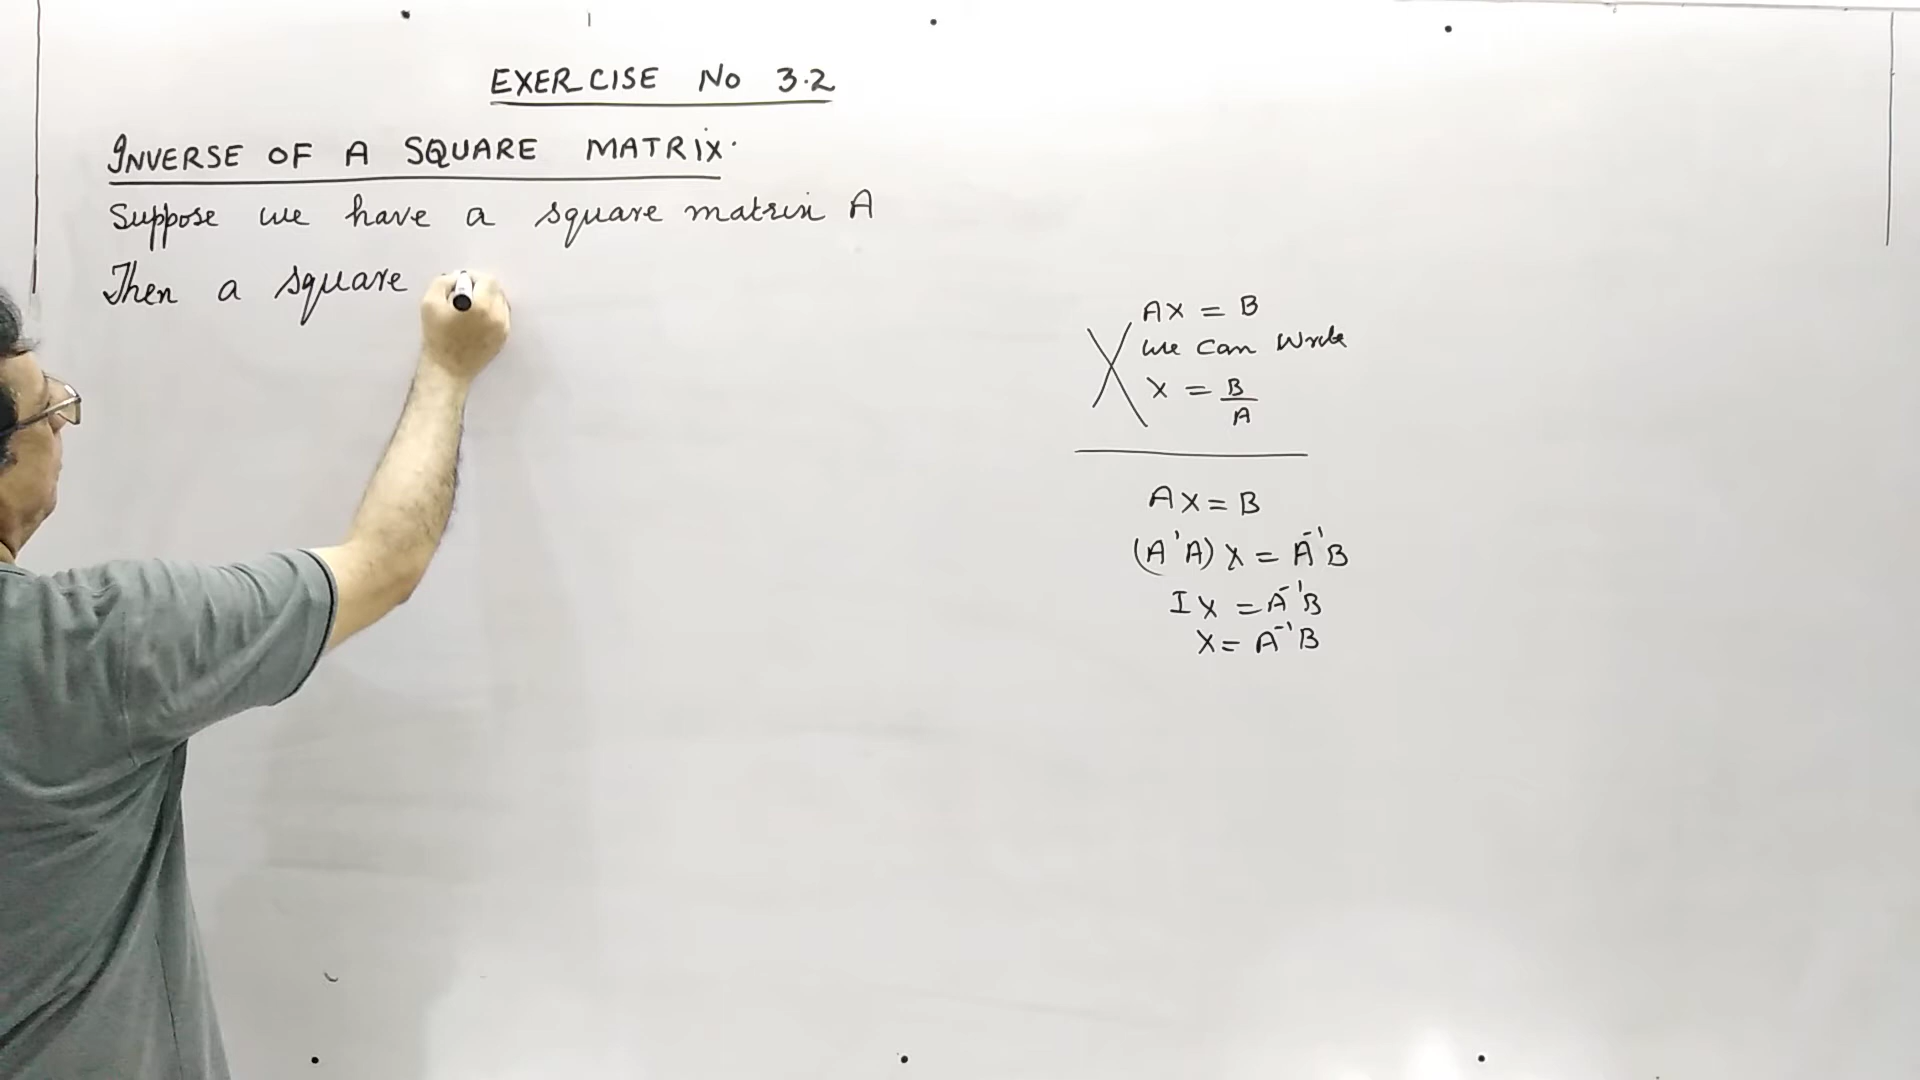 EXERCISE No 3.2
INVERSE OF A SQUARE MATRIX.
Suppose we have a square matrix A
Then a square
AX = B
we can write
X = B/A
AX = B
(A'A) X = A⁻¹B
IX = A⁻¹B
X = A⁻¹B